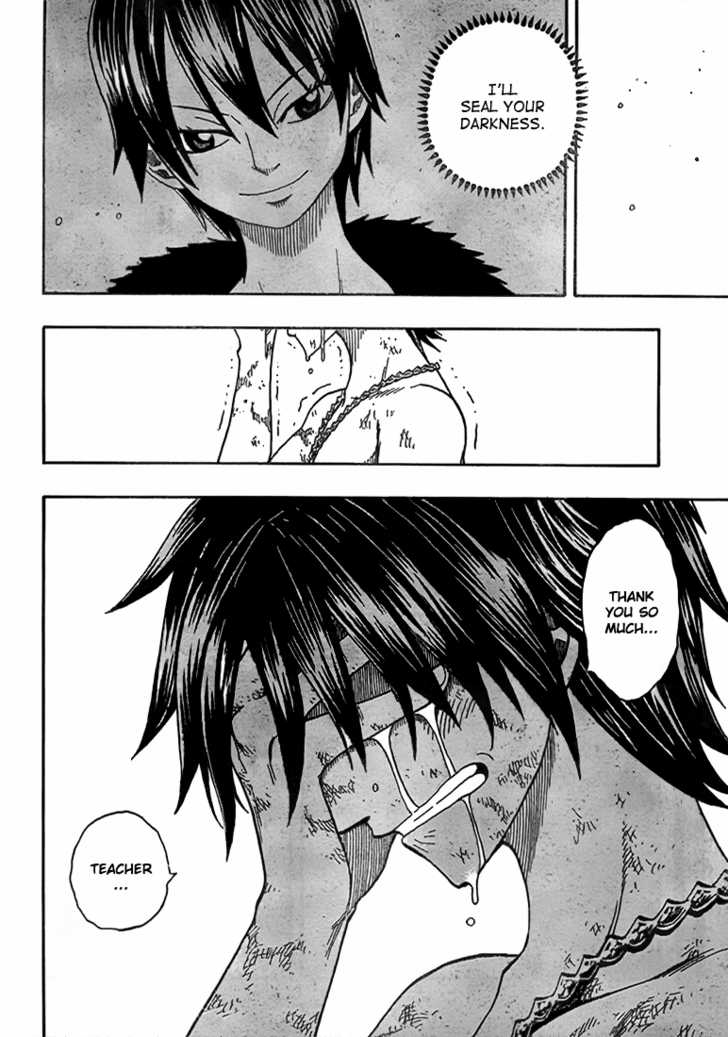 I'LL
SEAL YOUR
DARKNESS.
THANK
YOU SO
MUCH...
TEACHER
...